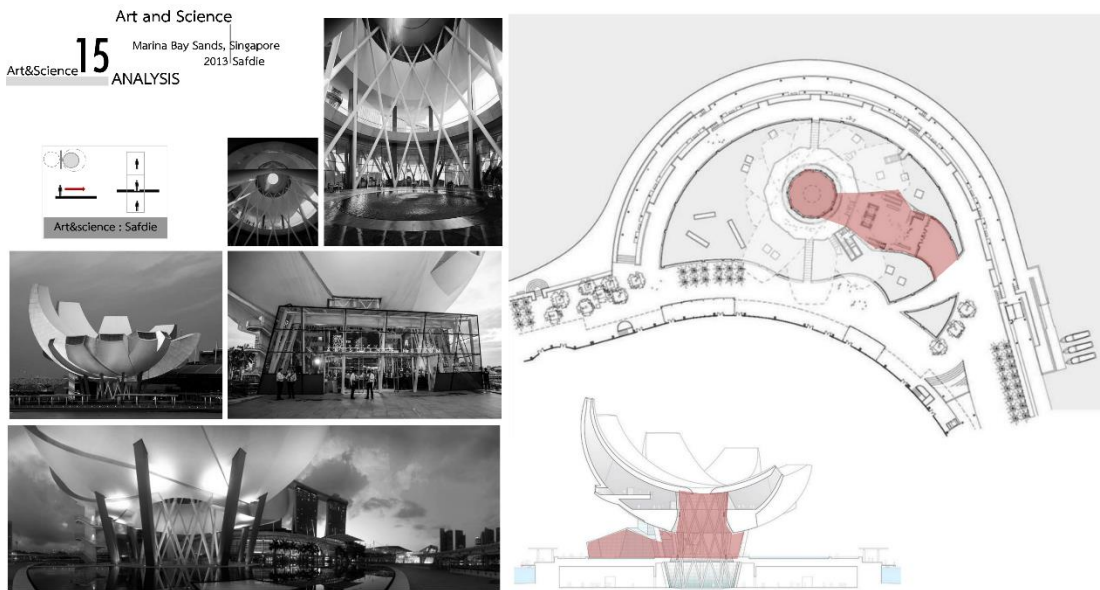 Art and Science
Marina Bay Sands, Singapore
2013 Safdie
Art&Science 15 ANALYSIS
Art&science : Safdie